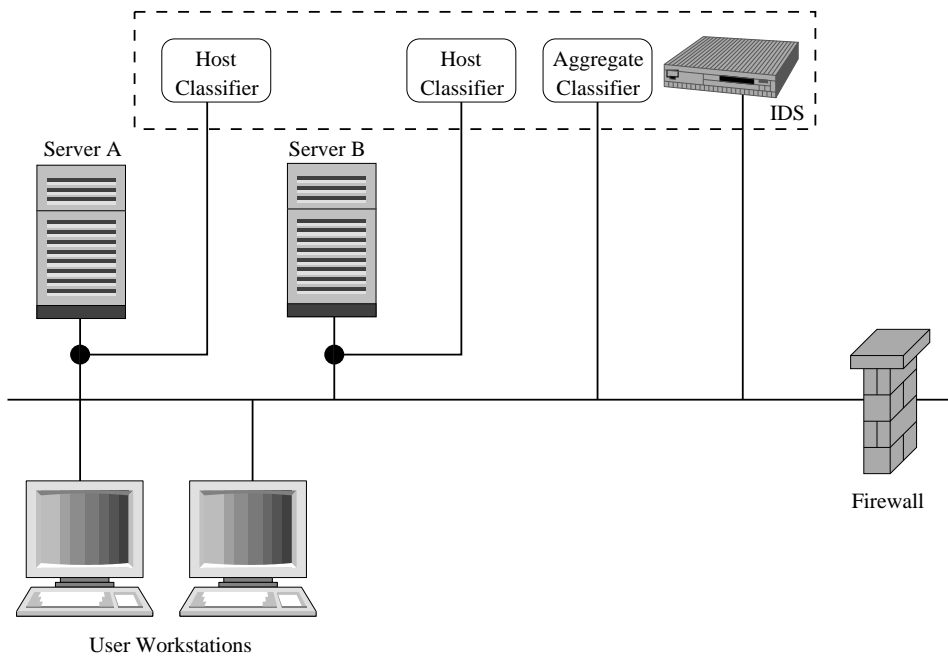 Host
Classifier
Host
Classifier
Aggregate
Classifier
IDS
Server A
Server B
Firewall
User Workstations